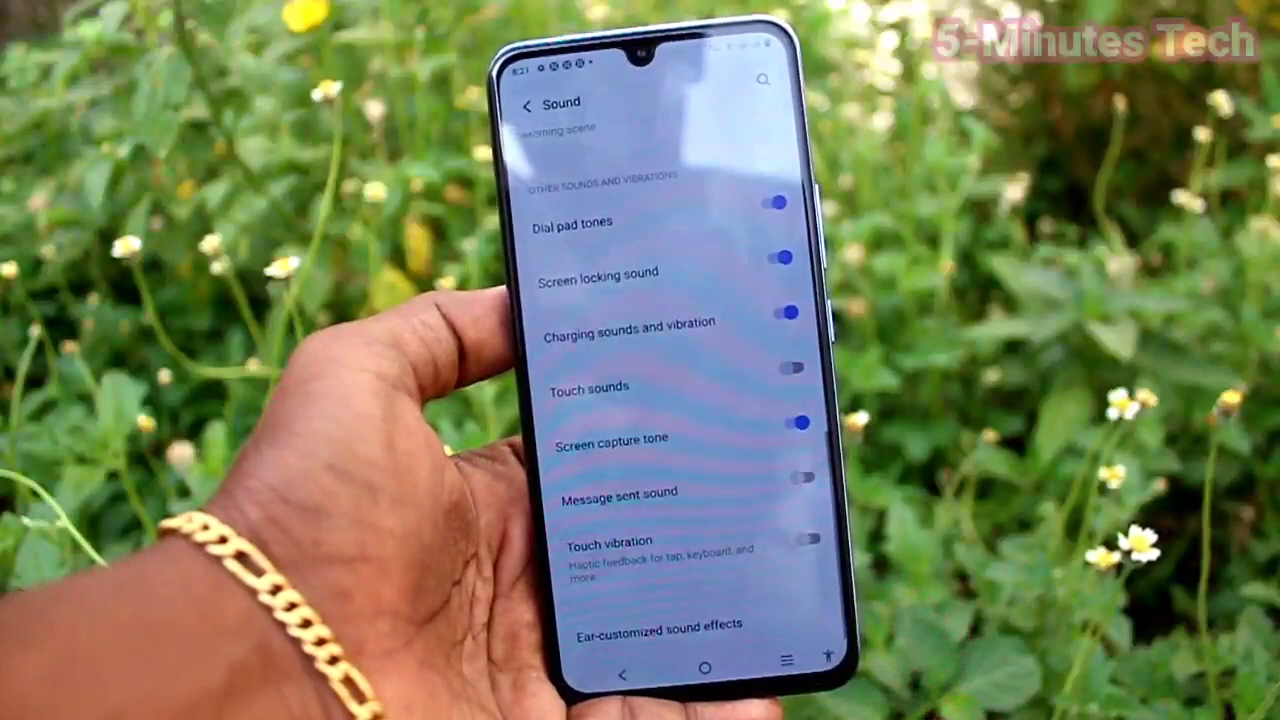 5-Minutes Tech
8:21
Sound
OTHER SOUNDS AND VIBRATIONS
Dial pad tones
Screen locking sound
Charging sounds and vibration
Touch sounds
Screen capture tone
Message sent sound
Touch vibration
Haptic feedback for tap, keyboard, and
more.
Ear-customized sound effects